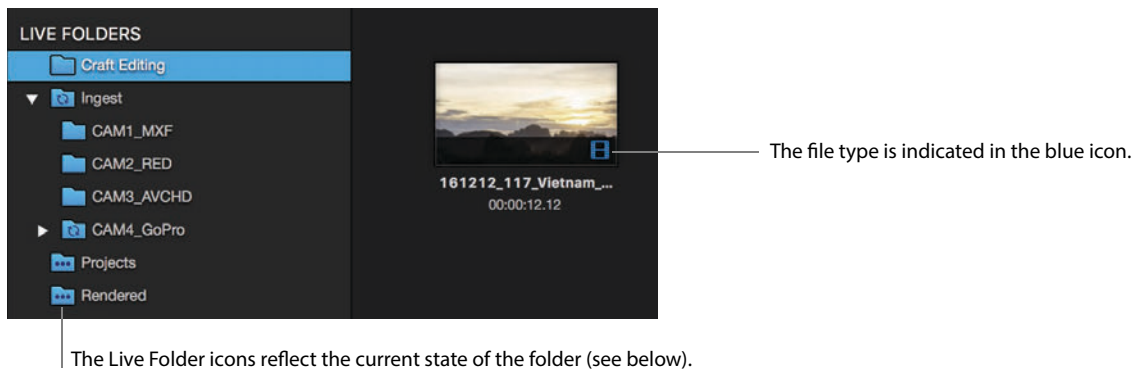 LIVE FOLDERS
Craft Editing
Ingest
CAM1_MXF
CAM2_RED
CAM3_AVCHD
CAM4_GoPro
Projects
Rendered
161212_117_Vietnam_...
00:00:12.12
The file type is indicated in the blue icon.
The Live Folder icons reflect the current state of the folder (see below).